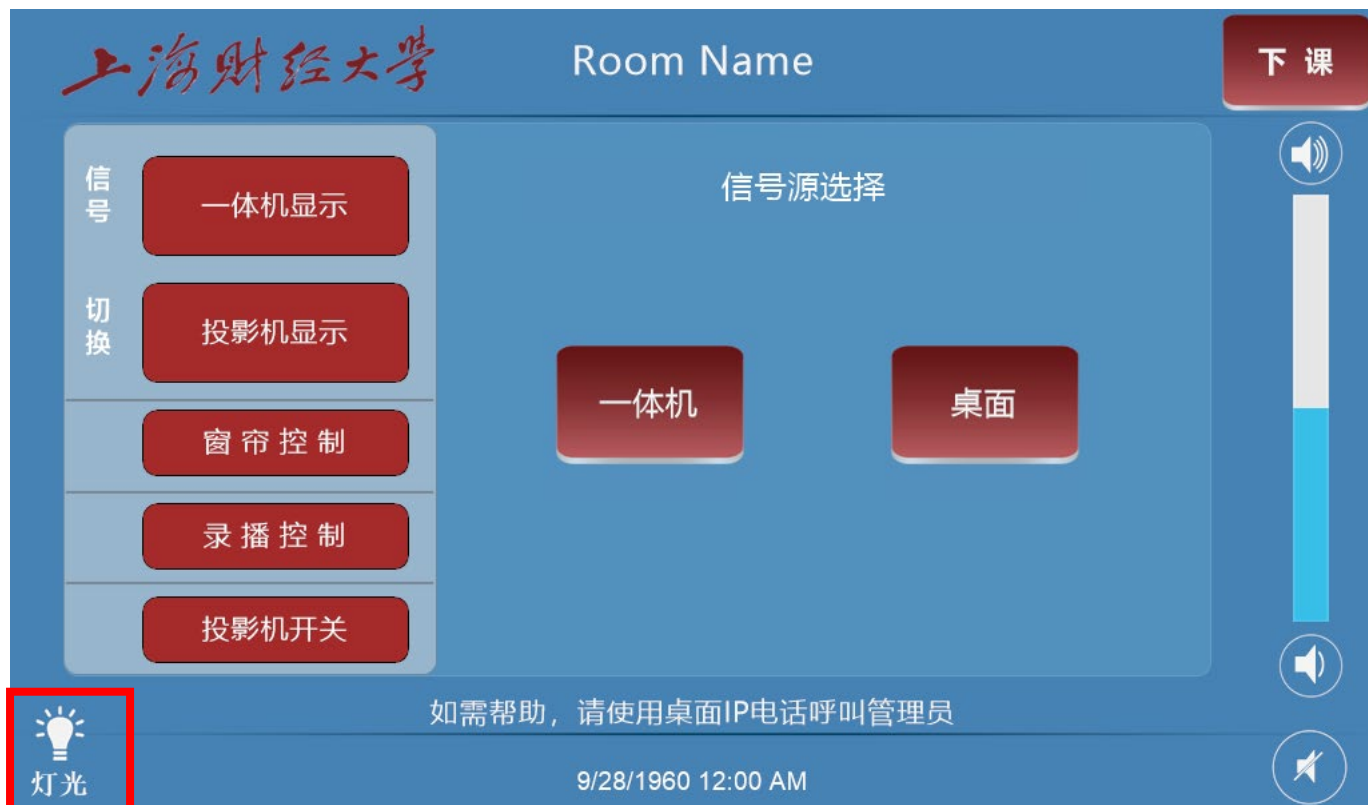 上海财经大学
Room Name
下 课
信号
切换
一体机显示
投影机显示
窗 帘 控 制
录 播 控 制
投影机开关
信号源选择
一体机
桌面
如需帮助，请使用桌面IP电话呼叫管理员
灯光
9/28/1960 12:00 AM